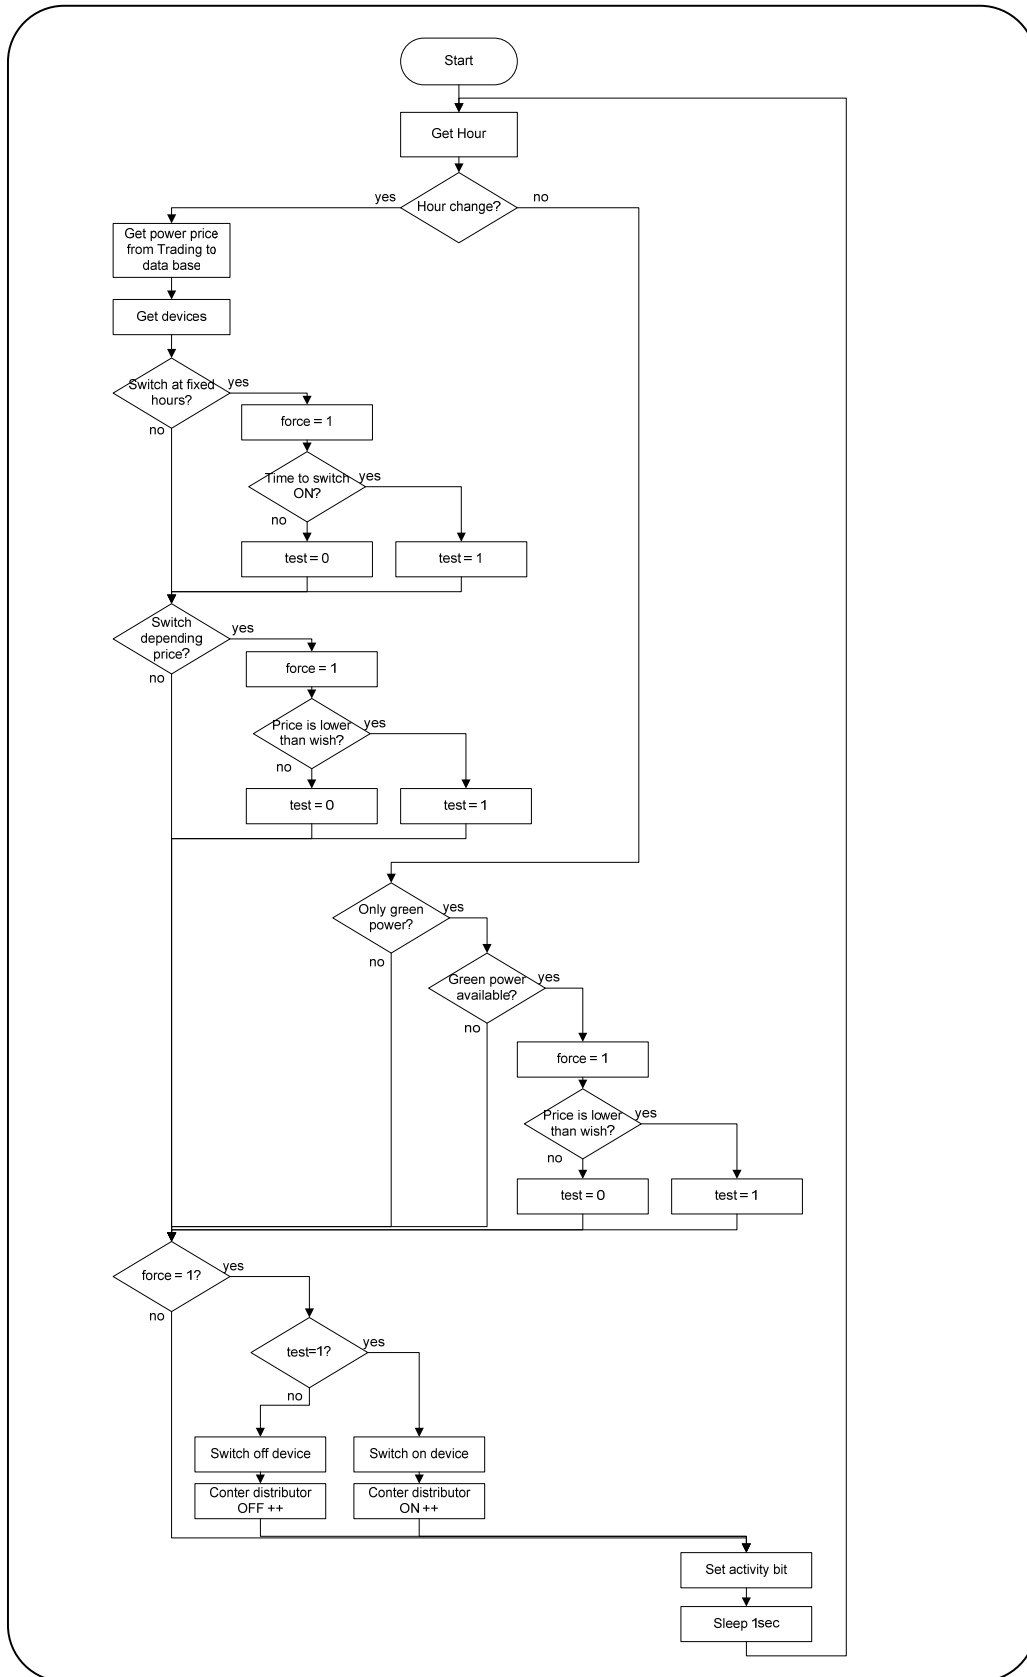 Start
Get Hour
Hour change?
yes
no
Get power price
from Trading to
data base
Get devices
Switch at fixed
hours?
yes
no
force = 1
Time to switch
ON?
yes
no
test = 0
test = 1
Switch
depending
price?
yes
no
force = 1
Price is lower
than wish?
yes
no
test = 0
test = 1
Only green
power?
yes
no
Green power
available?
yes
no
force = 1
Price is lower
than wish?
yes
no
test = 0
test = 1
force = 1?
yes
no
test=1?
yes
no
Switch off device
Switch on device
Conter distributor
OFF ++
Conter distributor
ON ++
Set activity bit
Sleep 1sec